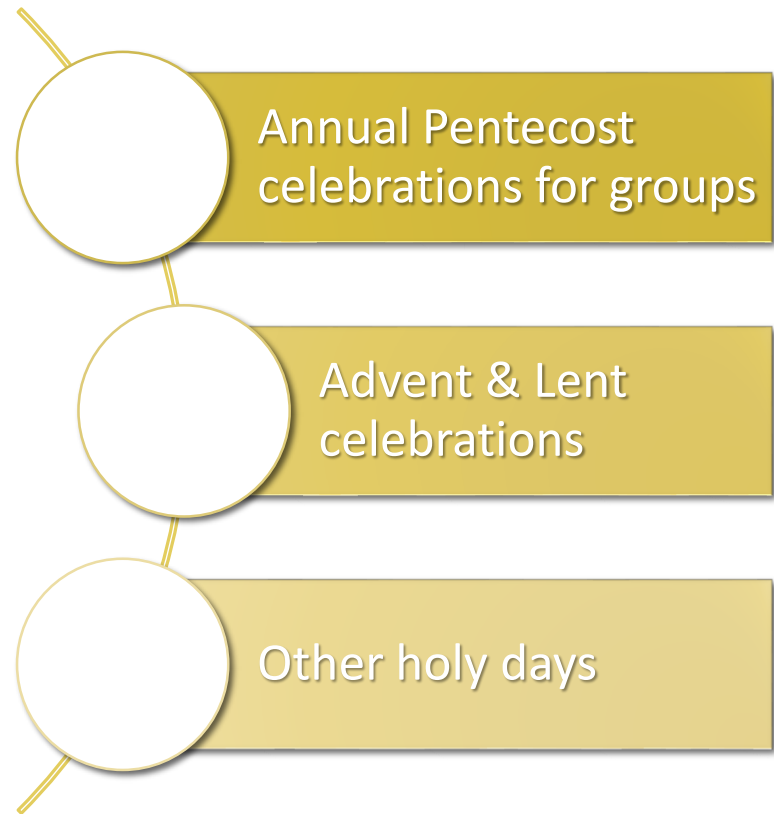 Annual Pentecost
celebrations for groups
Advent & Lent
celebrations
Other holy days